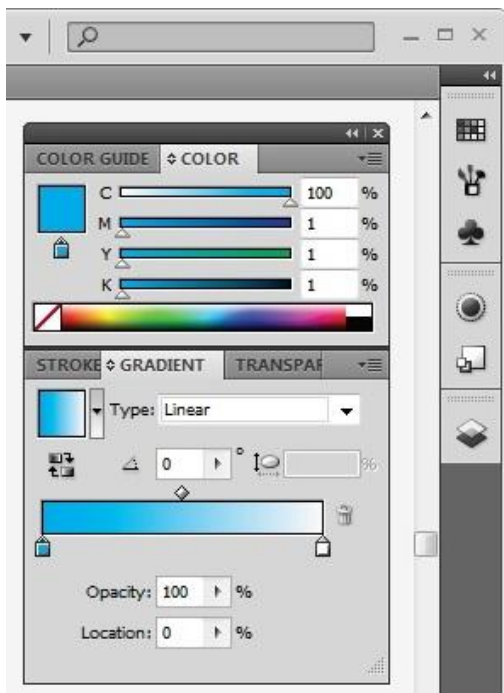 COLOR GUIDE COLOR
C 100 %
M 1 %
Y 1 %
K 1 %
STROKE GRADIENT TRANSPAR
Type: Linear
0 ° %
Opacity: 100 %
Location: 0 %